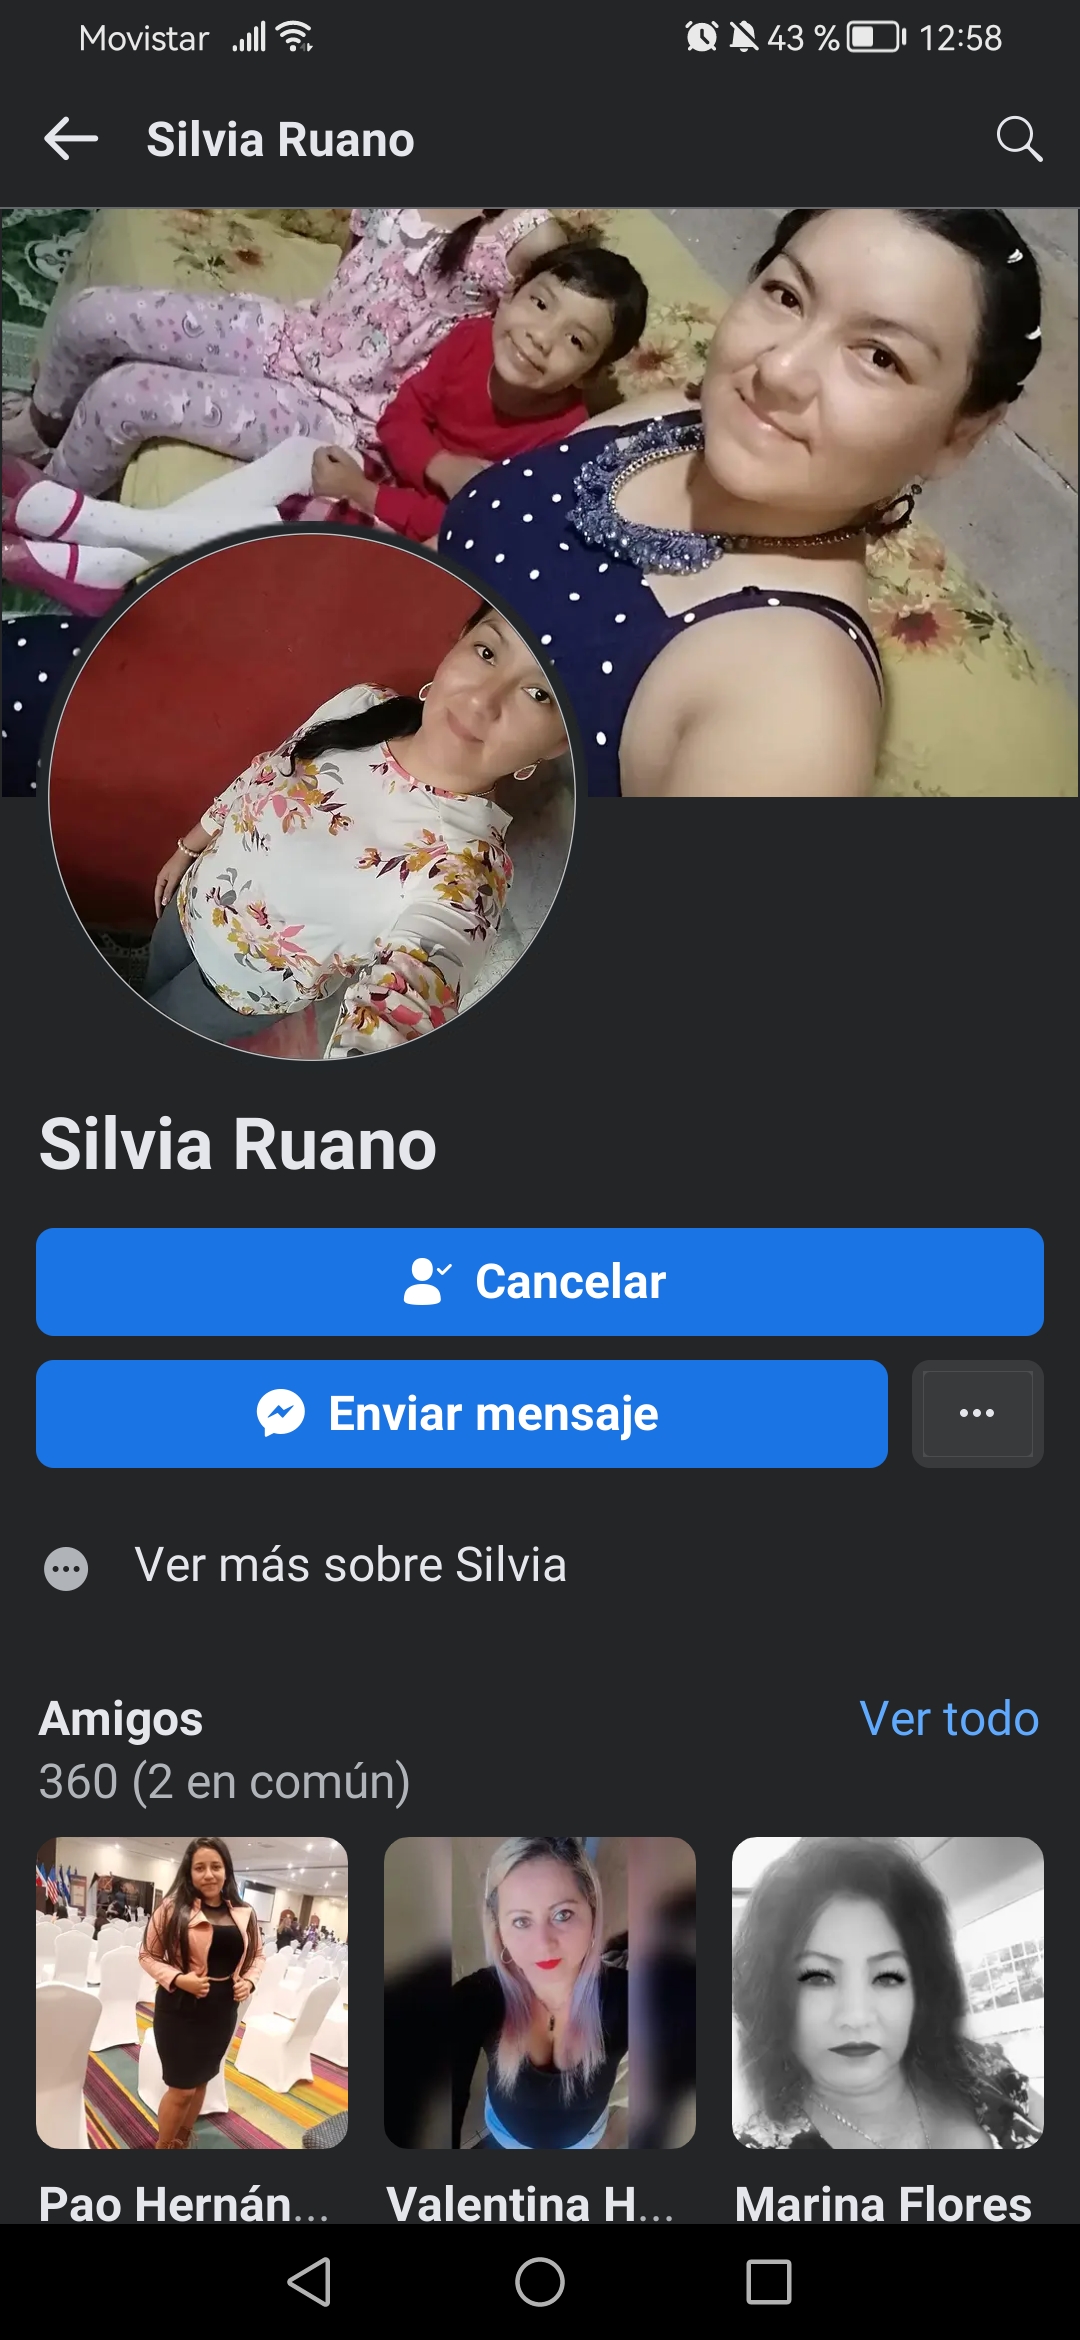 Movistar 43 % 12:58
Silvia Ruano
Silvia Ruano
Cancelar
Enviar mensaje
Ver más sobre Silvia
Amigos Ver todo
360 (2 en común)
Pao Hernán... Valentina H... Marina Flores